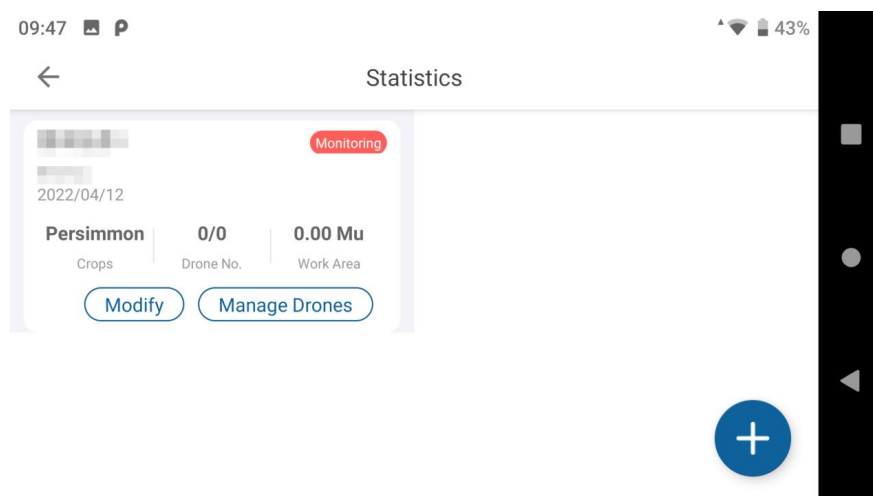 09:47 43%
Statistics
Monitoring
2022/04/12
Persimmon 0/0 0.00 Mu
Crops Drone No. Work Area
Modify Manage Drones